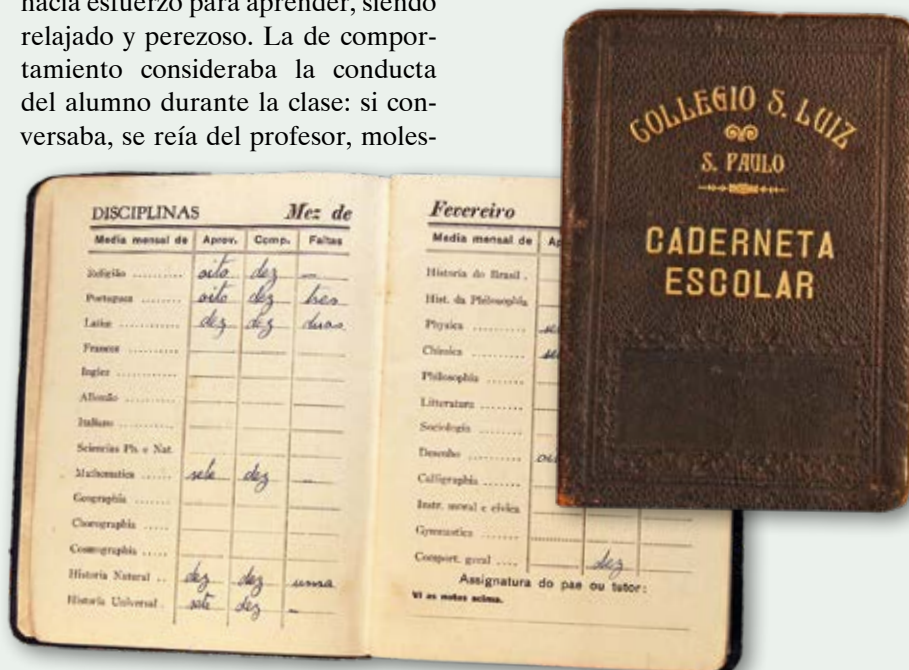 hacía esfuerzo para aprender, siendo
relajado y perezoso. La de compor-
tamiento consideraba la conducta
del alumno durante la clase: si con-
versaba, se reía del profesor, moles-
DISCIPLINAS Mez de
Media mensal de Aprov. Comp. Faltas
Religião .......... oito dez —
Portuguez ........ oito dez tres
Latim .......... dez dez duas
Francez ..........
Inglez ..........
Allemão ..........
Italiano ..........
Sciencias Ph. e Nat.
Mathematica ...... sete dez —
Geographia ........
Chorographia .....
Cosmographia .....
Historia Natural .. dez dez uma
Historia Universal . sete dez –
Fevereiro
Media mensal de Ap
Historia do Brasil .
Hist. da Philosophia
Physica ..........
Chimica ..........
Philosophia ........
Litteratura ........
Sociologia ........
Desenho ..........
Calligraphia ......
Instr. moral e civica
Gymnastica ......
Comport. geral .... dez
Assignatura do pae ou tutor:
Vi as notas acima.
COLLEGIO S. LUIZ
S. PAULO
CADERNETA
ESCOLAR